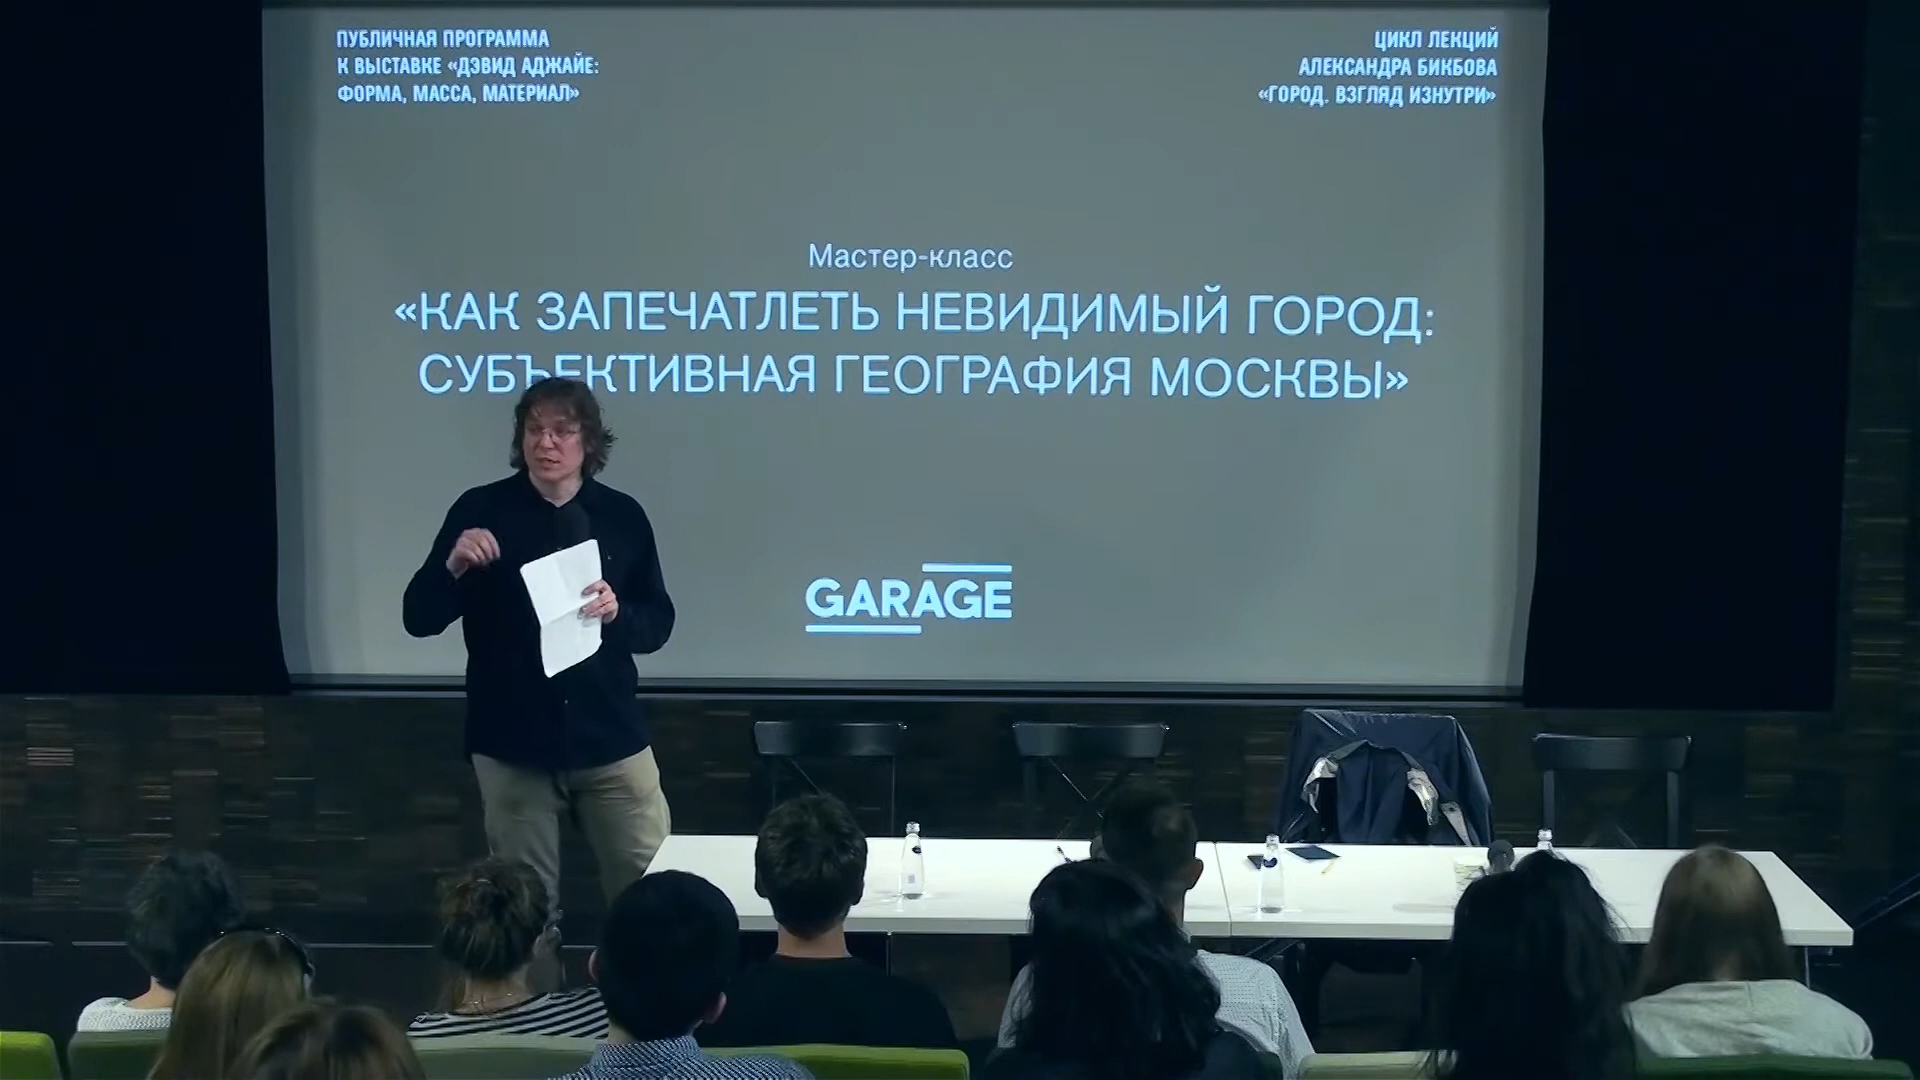 ПУБЛИЧНАЯ ПРОГРАММА
К ВЫСТАВКЕ «ДЭВИД АДЖАЙЕ:
ФОРМА, МАССА, МАТЕРИАЛ»
ЦИКЛ ЛЕКЦИЙ
АЛЕКСАНДРА БИКБОВА
«ГОРОД. ВЗГЛЯД ИЗНУТРИ»
Мастер-класс
«КАК ЗАПЕЧАТЛЕТЬ НЕВИДИМЫЙ ГОРОД:
СУБЪЕКТИВНАЯ ГЕОГРАФИЯ МОСКВЫ»
GARAGE